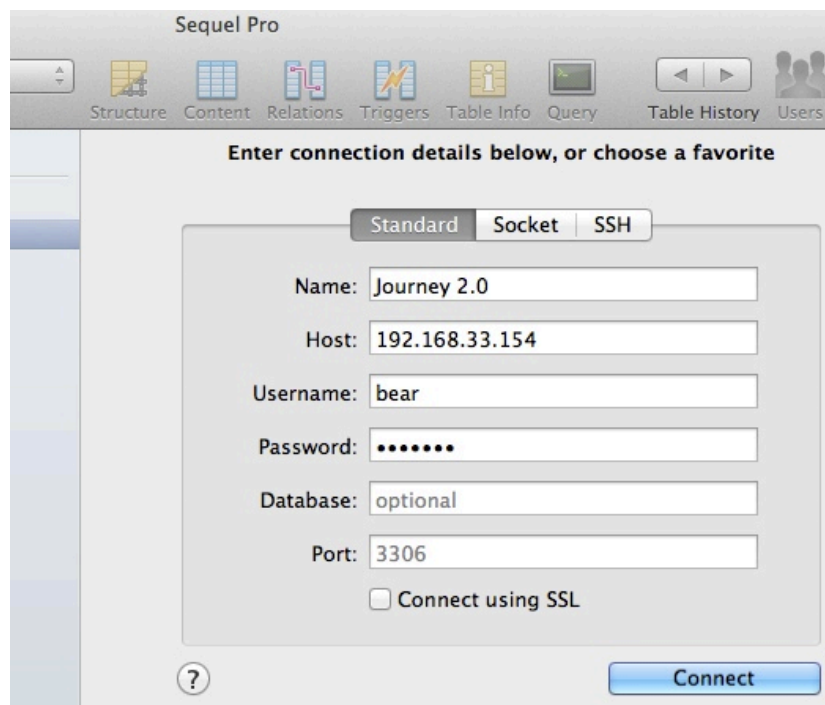 Sequel Pro
Structure Content Relations Triggers Table Info Query Table History Users
Enter connection details below, or choose a favorite
Standard Socket SSH
Name: Journey 2.0
Host: 192.168.33.154
Username: bear
Password: •••••••
Database: optional
Port: 3306
Connect using SSL
? Connect